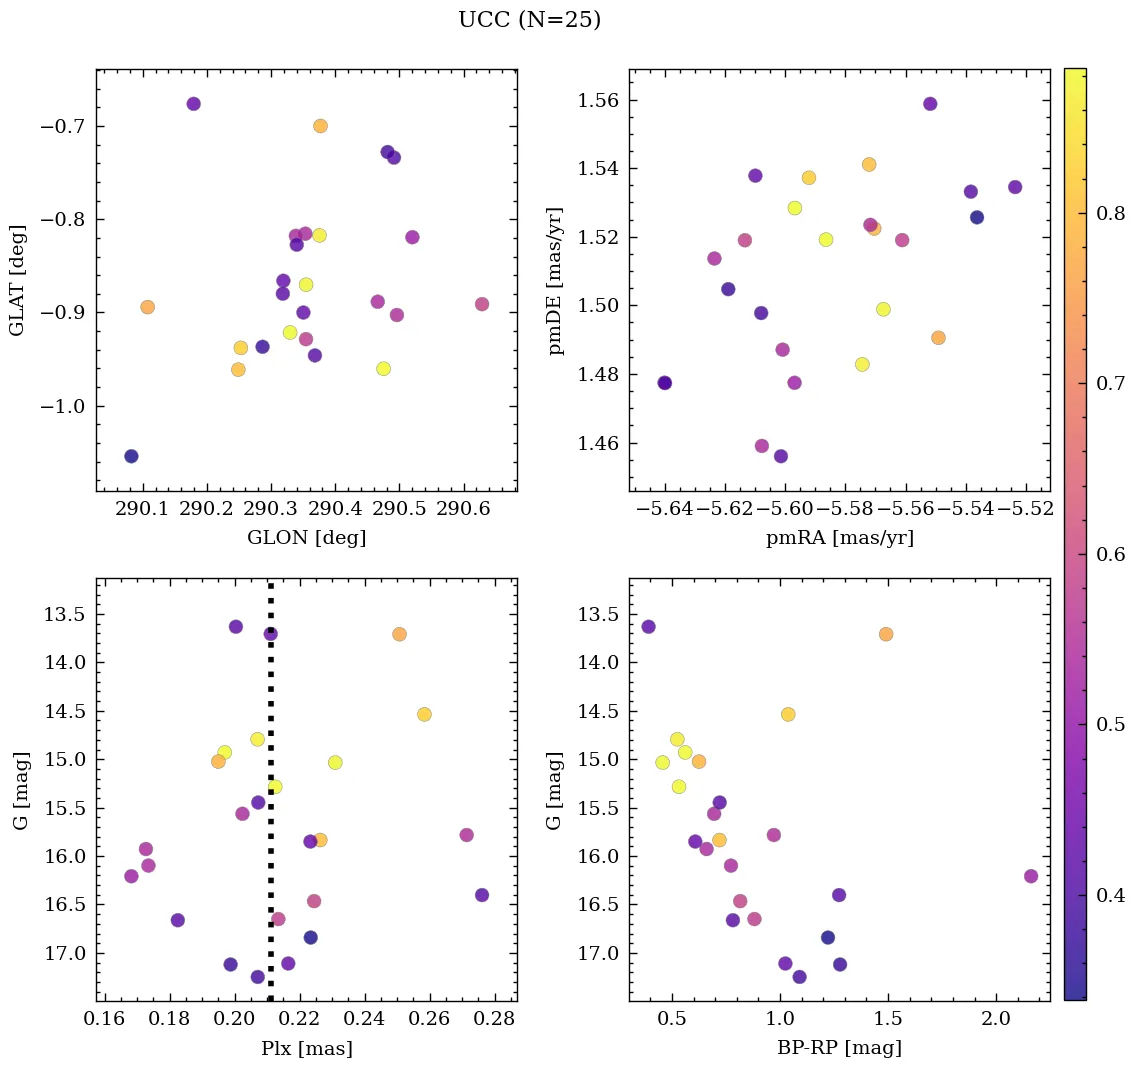 UCC (N=25)
−0.7
−0.8
−0.9
−1.0
GLAT [deg]
290.1 290.2 290.3 290.4 290.5 290.6
GLON [deg]
1.56
1.54
1.52
1.50
1.48
1.46
pmDE [mas/yr]
−5.64 −5.62 −5.60 −5.58 −5.56 −5.54 −5.52
pmRA [mas/yr]
13.5
14.0
14.5
15.0
15.5
16.0
16.5
17.0
G [mag]
0.16 0.18 0.20 0.22 0.24 0.26 0.28
Plx [mas]
13.5
14.0
14.5
15.0
15.5
16.0
16.5
17.0
G [mag]
0.5 1.0 1.5 2.0
BP-RP [mag]
0.8
0.7
0.6
0.5
0.4